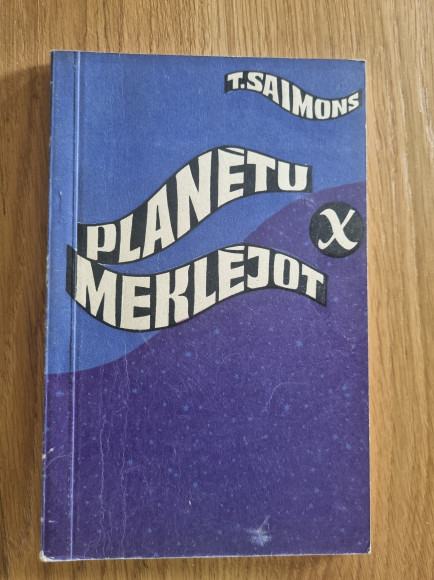 T. SAIMONS
PLANĒTU
X
MEKLĒJOT